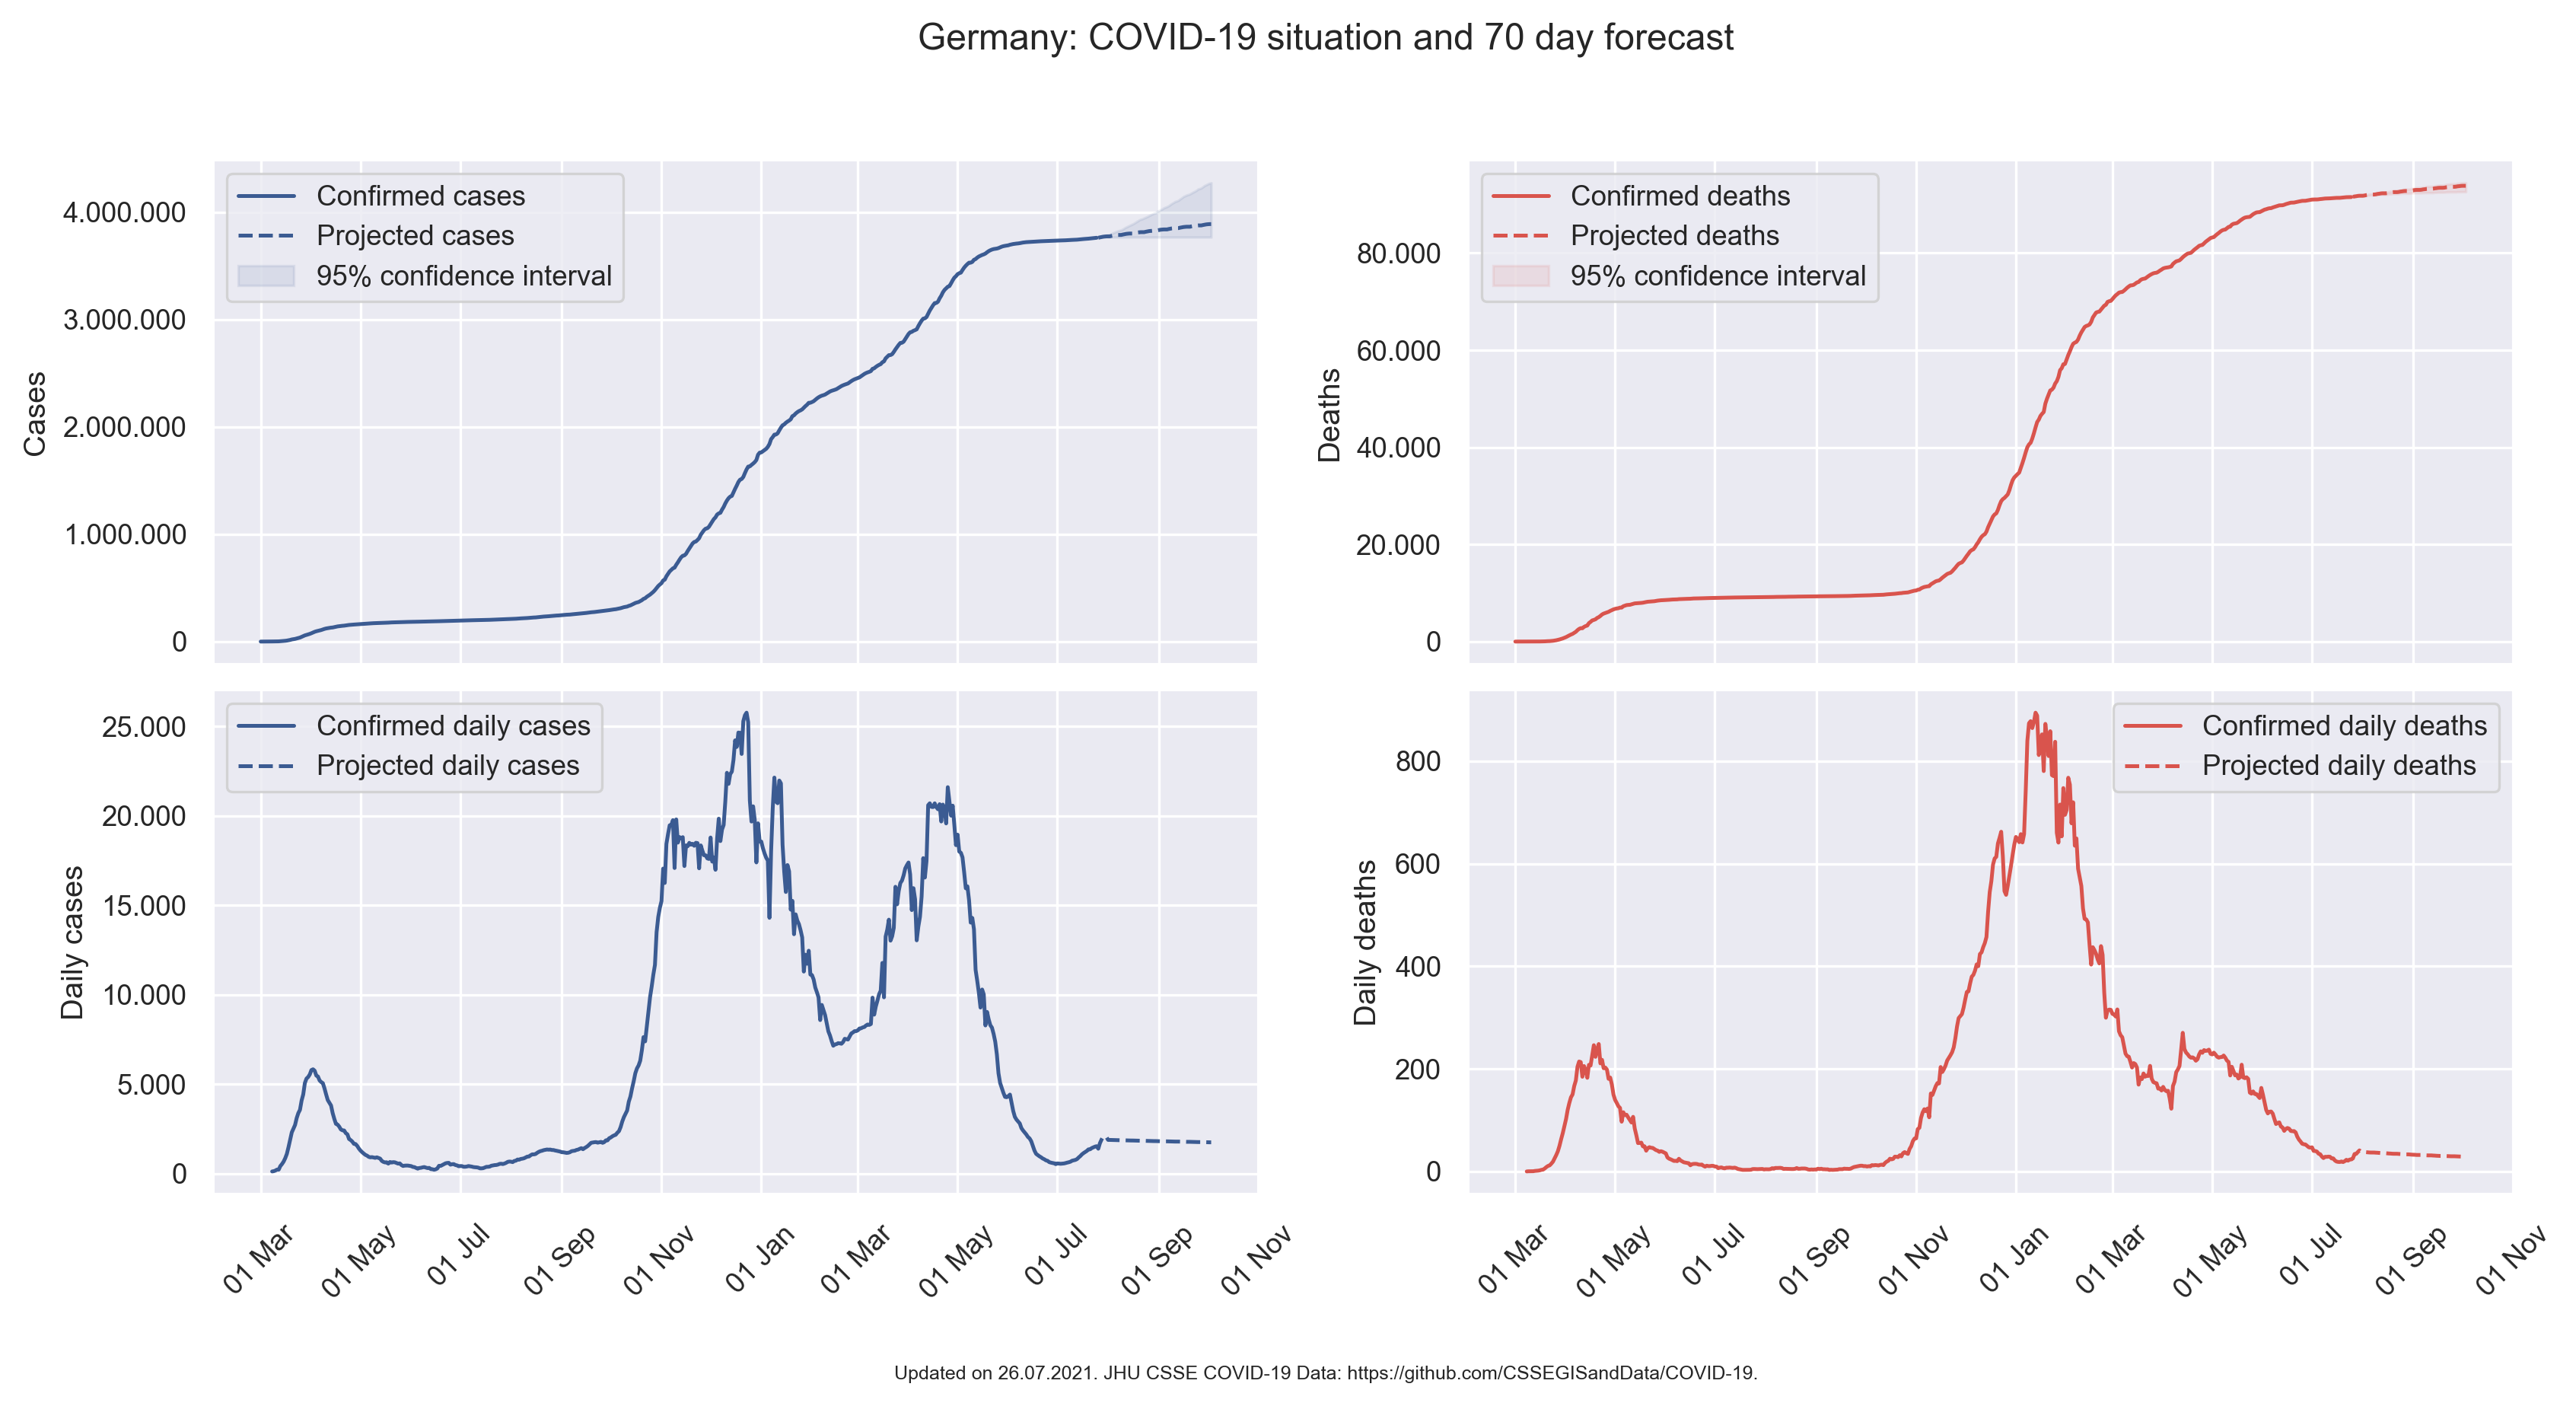 Germany: COVID-19 situation and 70 day forecast
Confirmed cases
Projected cases
95% confidence interval
4.000.000
3.000.000
2.000.000
1.000.000
0
Cases
Confirmed deaths
Projected deaths
95% confidence interval
80.000
60.000
40.000
20.000
0
Deaths
Confirmed daily cases
Projected daily cases
25.000
20.000
15.000
10.000
5.000
0
Daily cases
01 Mar
01 May
01 Jul
01 Sep
01 Nov
01 Jan
01 Mar
01 May
01 Jul
01 Sep
01 Nov
Confirmed daily deaths
Projected daily deaths
800
600
400
200
0
Daily deaths
01 Mar
01 May
01 Jul
01 Sep
01 Nov
01 Jan
01 Mar
01 May
01 Jul
01 Sep
01 Nov
Updated on 26.07.2021. JHU CSSE COVID-19 Data: https://github.com/CSSEGISandData/COVID-19.